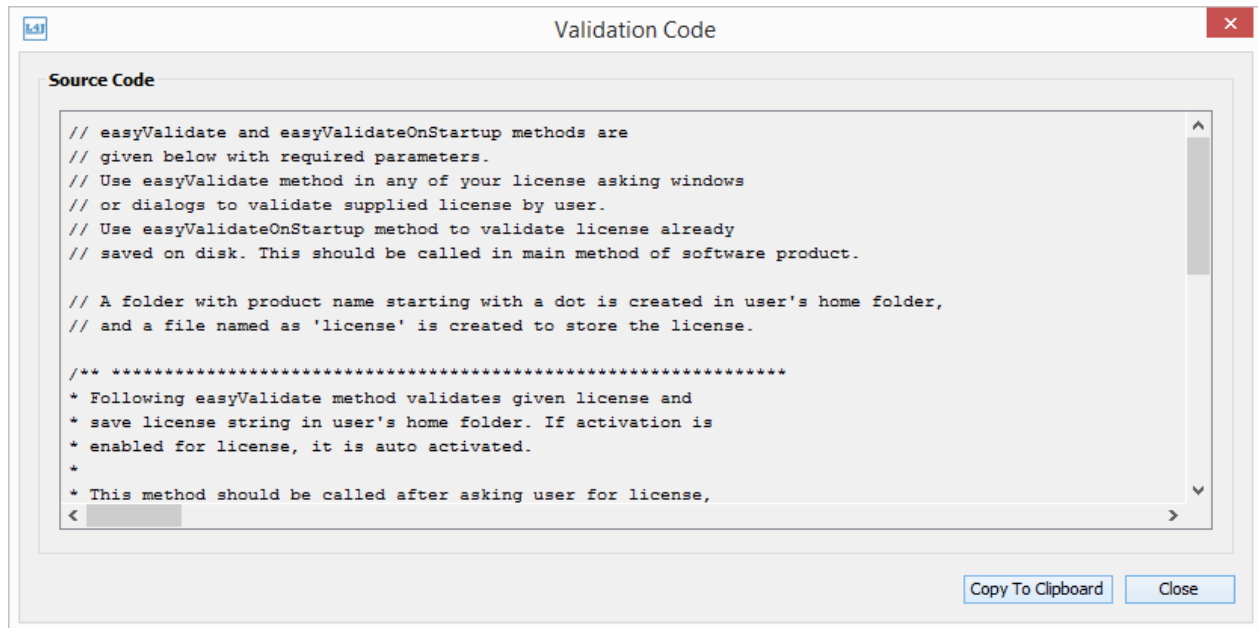 L4J
Validation Code
Source Code
// easyValidate and easyValidateOnStartup methods are
// given below with required parameters.
// Use easyValidate method in any of your license asking windows
// or dialogs to validate supplied license by user.
// Use easyValidateOnStartup method to validate license already
// saved on disk. This should be called in main method of software product.
// A folder with product name starting with a dot is created in user's home folder,
// and a file named as 'license' is created to store the license.
/** ****************************************************************
* Following easyValidate method validates given license and
* save license string in user's home folder. If activation is
* enabled for license, it is auto activated.
*
* This method should be called after asking user for license,
Copy To Clipboard
Close